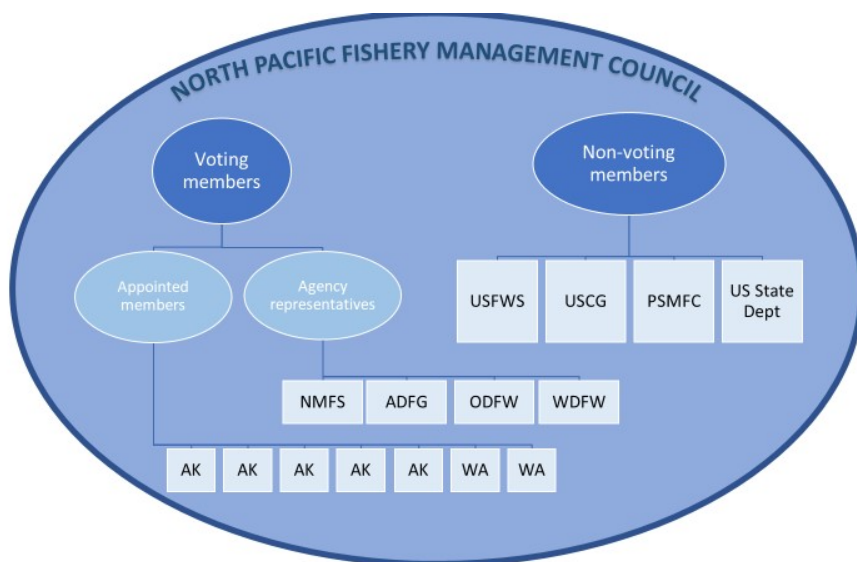 NORTH PACIFIC FISHERY MANAGEMENT COUNCIL
Voting
members
Non-voting
members
Appointed
members
Agency
representatives
USFWS
USCG
PSMFC
US State
Dept
NMFS
ADFG
ODFW
WDFW
AK
AK
AK
AK
AK
WA
WA